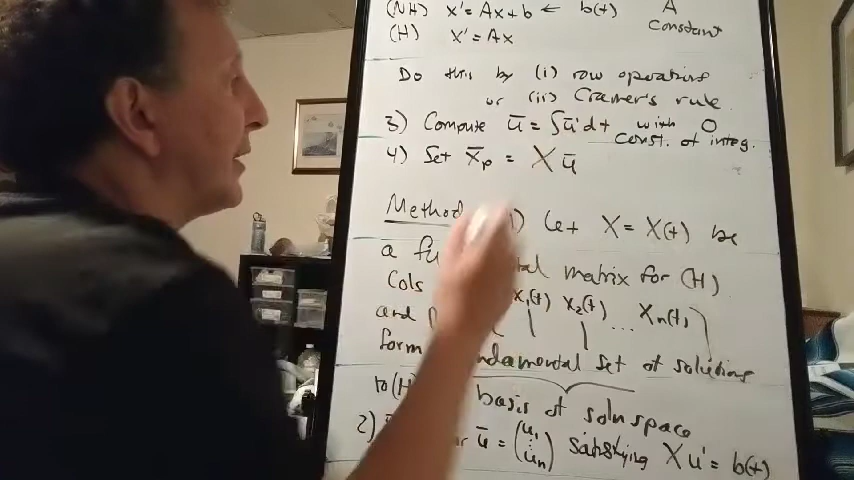 (NH) x' = Ax + b ← b(t) A
constant
(H) x' = Ax
Do this by (i) row operations
or (ii) Cramer's rule.
3) Compute ū = ∫ū'dt with 0
const. of integ.
4) Set x̄p = X ū
Method 1) Let X = X(t) be
a matrix for (H)
Cols x₁(t) x₂(t) ... xₙ(t)
and
form fundamental set of solutions
to (H) basis of soln space
2) ū = (u₁ ⋮ uₙ) satisfying X u' = b(t)